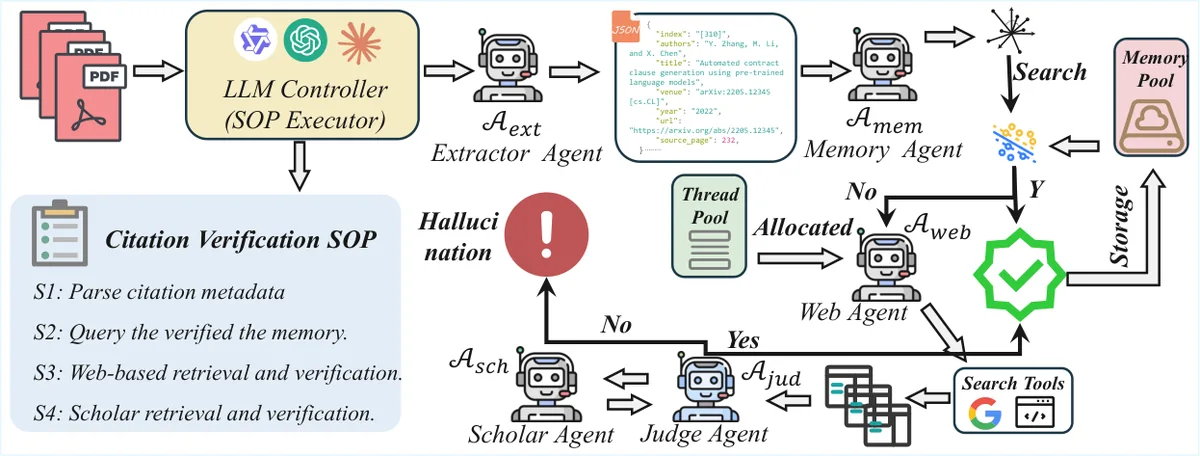 PDF
PDF
PDF
LLM Controller
(SOP Executor)
𝒜ext
Extractor Agent
JSON
{
"index": "[310]",
"authors": "Y. Zhang, M. Li,
and X. Chen",
"title": "Automated contract
clause generation using pre-trained
language models",
"venue": "arXiv:2205.12345
[cs.CL]",
"year": "2022",
"url":
"https://arxiv.org/abs/2205.12345",
"source_page": 232,
}........
𝒜mem
Memory Agent
Search
Memory
Pool
No
Y
Storage
Thread
Pool
Allocated
𝒜web
Web Agent
Halluci
nation
Citation Verification SOP
S1: Parse citation metadata
S2: Query the verified the memory.
S3: Web-based retrieval and verification.
S4: Scholar retrieval and verification.
No
Yes
𝒜sch
Scholar Agent
𝒜jud
Judge Agent
Search Tools